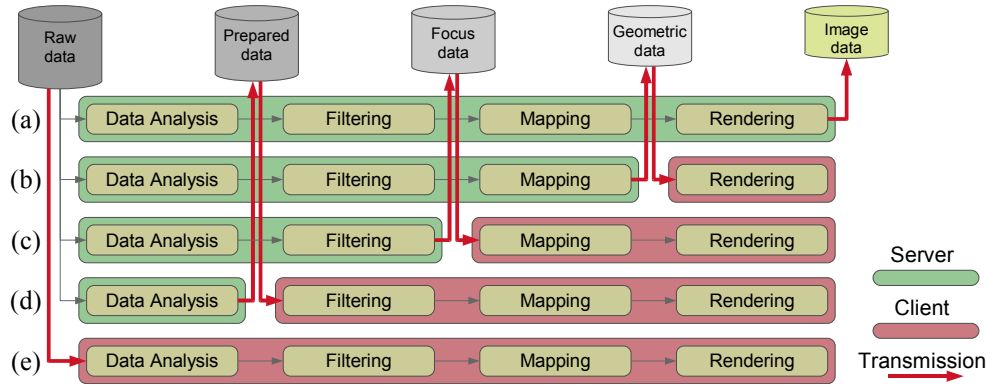 Raw
data
Prepared
data
Focus
data
Geometric
data
Image
data
(a) Data Analysis Filtering Mapping Rendering
(b) Data Analysis Filtering Mapping Rendering
(c) Data Analysis Filtering Mapping Rendering
(d) Data Analysis Filtering Mapping Rendering
(e) Data Analysis Filtering Mapping Rendering
Server
Client
Transmission